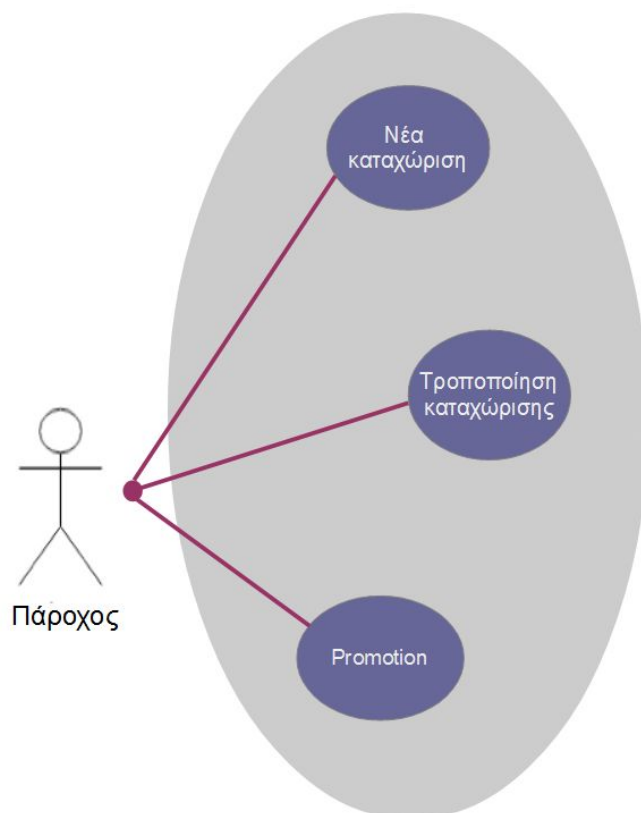 Νέα
καταχώριση
Τροποποίηση
καταχώρισης
Πάροχος
Promotion